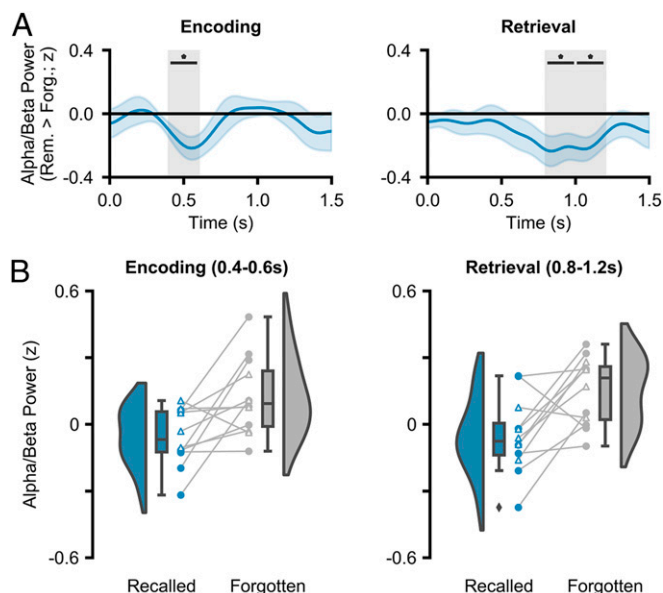 A
Encoding
Retrieval
Alpha/Beta Power
(Rem. > Forg.; z)
0.4
0.0
-0.4
0.0
0.5
1.0
1.5
Time (s)
*
0.4
0.0
-0.4
0.0
0.5
1.0
1.5
Time (s)
* *
B
Encoding (0.4-0.6s)
Retrieval (0.8-1.2s)
Alpha/Beta Power (z)
0.6
0
-0.6
Recalled
Forgotten
0.6
0
-0.6
Recalled
Forgotten